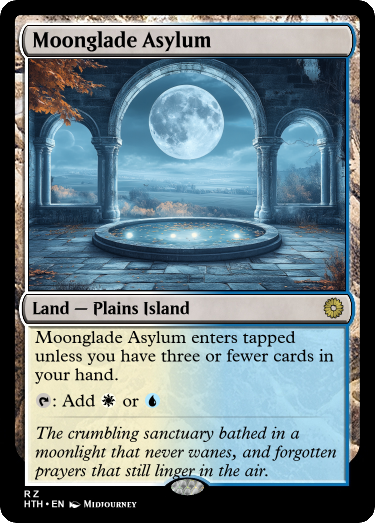 Moonglade Asylum
Land — Plains Island
Moonglade Asylum enters tapped
unless you have three or fewer cards in
your hand.
: Add or
The crumbling sanctuary bathed in a
moonlight that never wanes, and forgotten
prayers that still linger in the air.
R Z
HTH • EN Midjourney